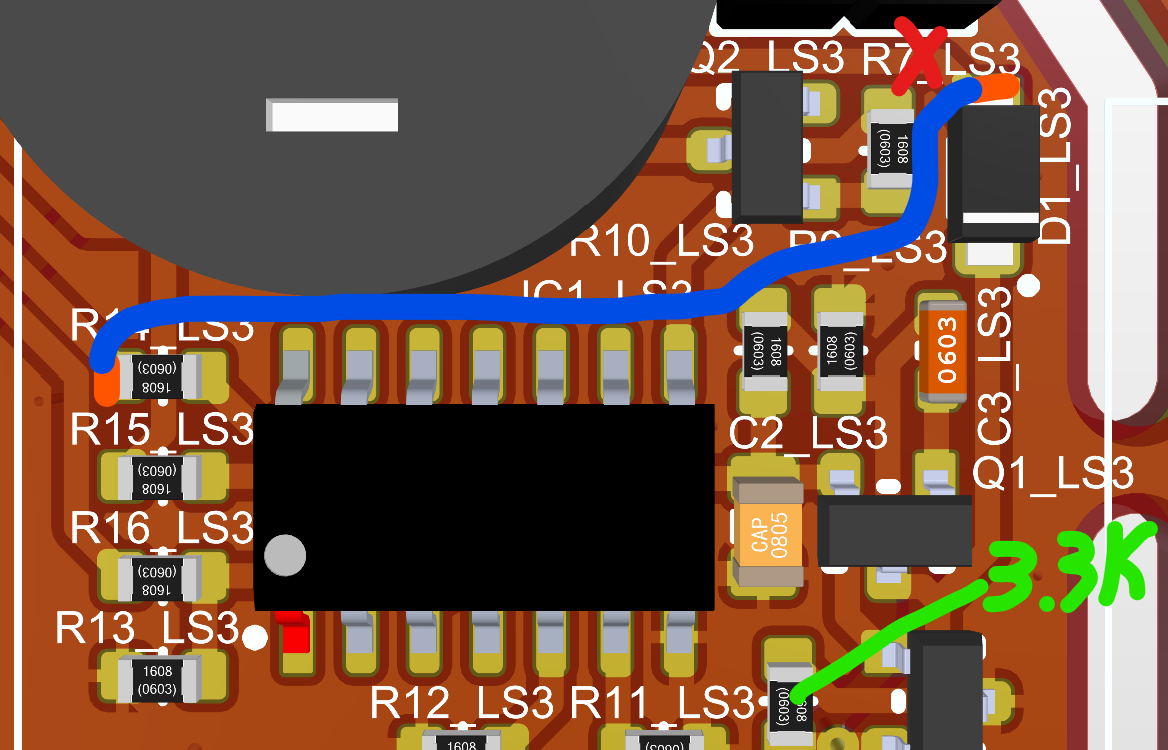 Q2_LS3
R7_LS3
D1_LS3
1608
(0603)
R10_LS3
R9_LS3
IC1_LS3
R14_LS3
(0603)
1608
(0603)
1608
1608
(0603)
0603
C3_LS3
R15_LS3
(0603)
1608
C2_LS3
Q1_LS3
CAP
0805
R16_LS3
(0603)
1608
3.3K
R13_LS3
1608
(0603)
R12_LS3
R11_LS3
(0603)
1608
(0603)